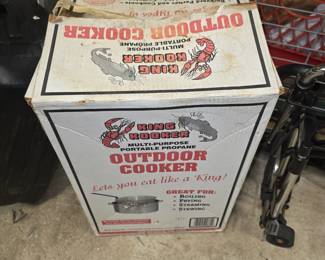 OUTDOOR
COOKER
MULTI-PURPOSE
PORTABLE PROPANE
KING
KOOKER
KING
KOOKER
MULTI-PURPOSE
PORTABLE PROPANE
OUTDOOR
COOKER
Lets you eat like a King!
GREAT FOR:
• BOILING
• FRYING
• STEAMING
• STEWING